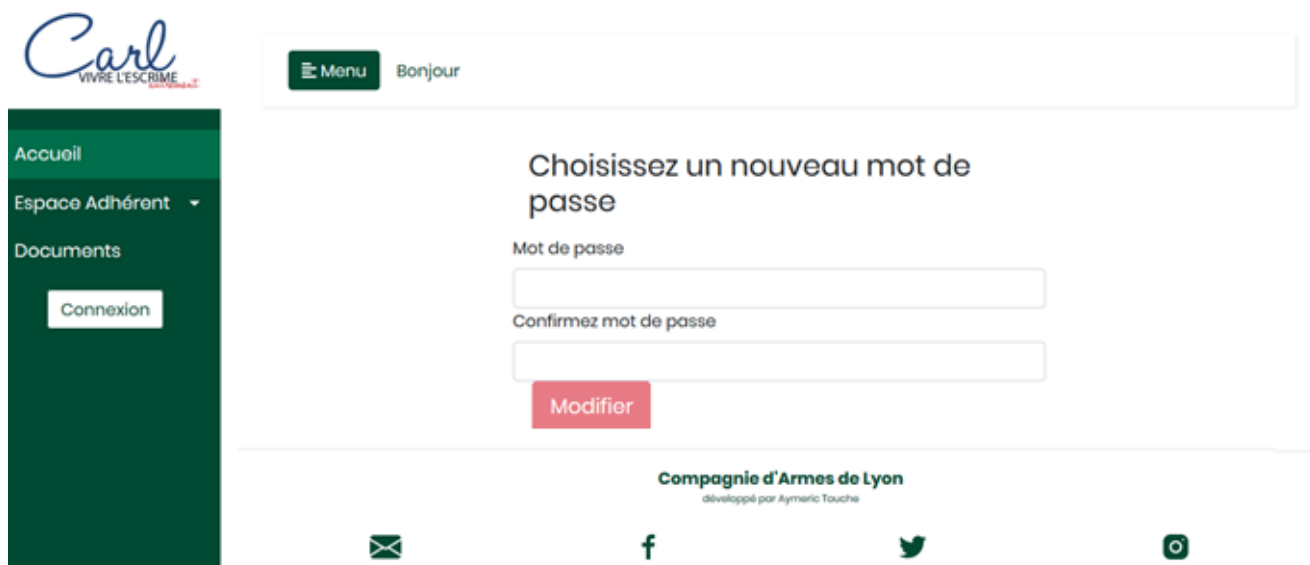 Carl
VIVRE L'ESCRIME
autrement
Menu
Bonjour
Accueil
Espace Adhérent
Documents
Connexion
Choisissez un nouveau mot de
passe
Mot de passe
Confirmez mot de passe
Modifier
Compagnie d'Armes de Lyon
développé par Aymeric Touche